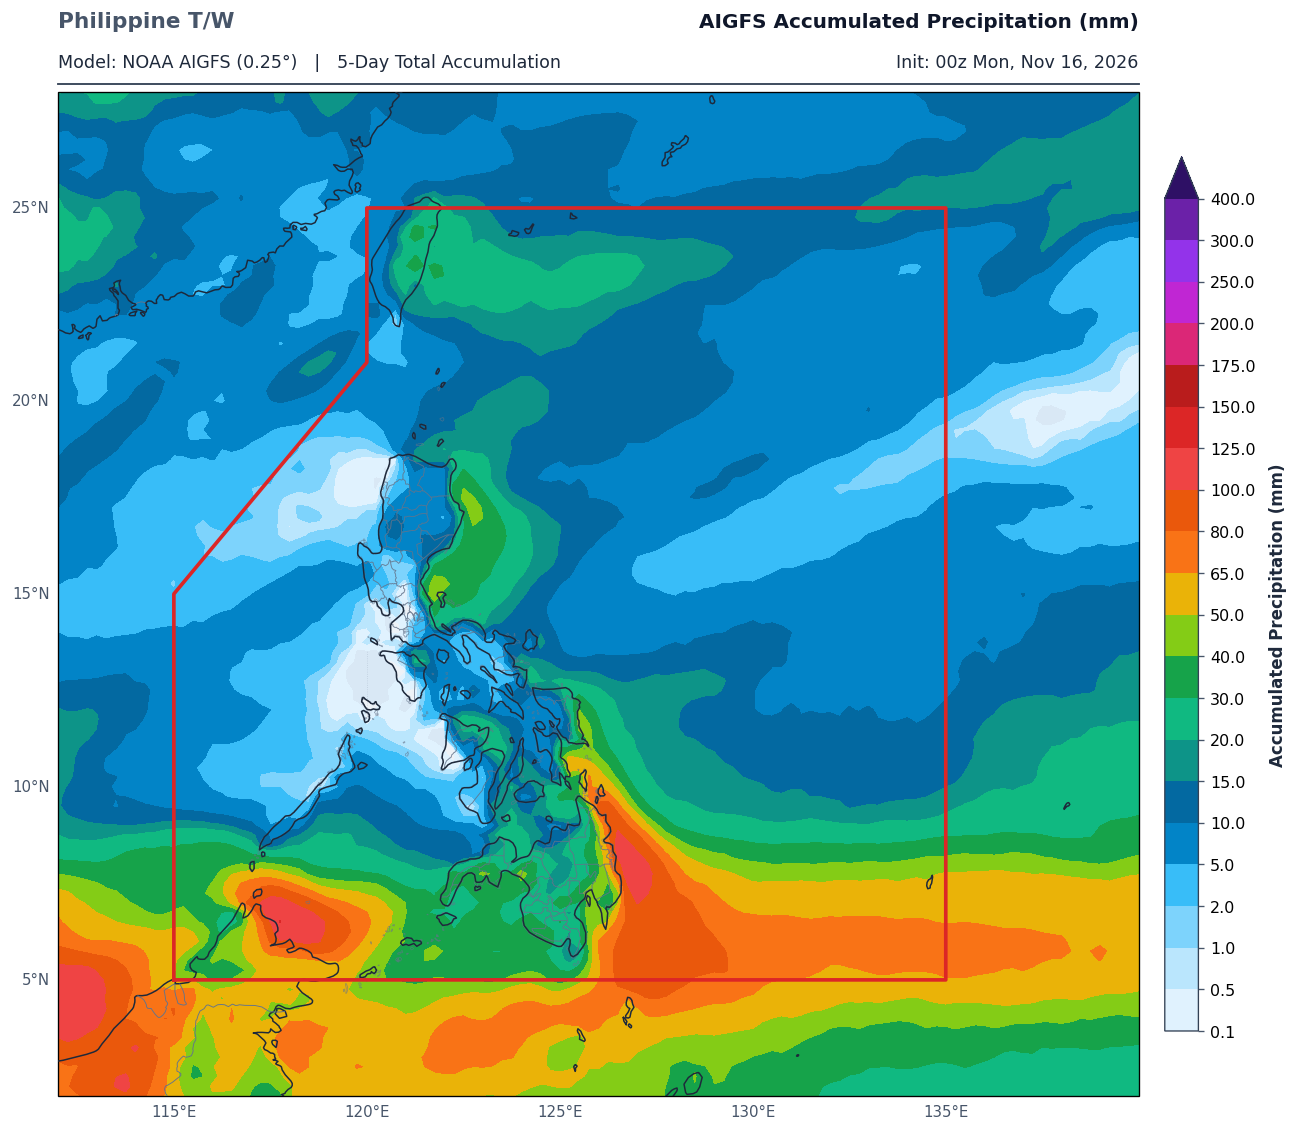 Philippine T/W
AIGFS Accumulated Precipitation (mm)
Model: NOAA AIGFS (0.25°)   |   5-Day Total Accumulation
Init: 00z Mon, Nov 16, 2026
25°N
20°N
15°N
10°N
5°N
115°E
120°E
125°E
130°E
135°E
400.0
300.0
250.0
200.0
175.0
150.0
125.0
100.0
80.0
65.0
50.0
40.0
30.0
20.0
15.0
10.0
5.0
2.0
1.0
0.5
0.1
Accumulated Precipitation (mm)